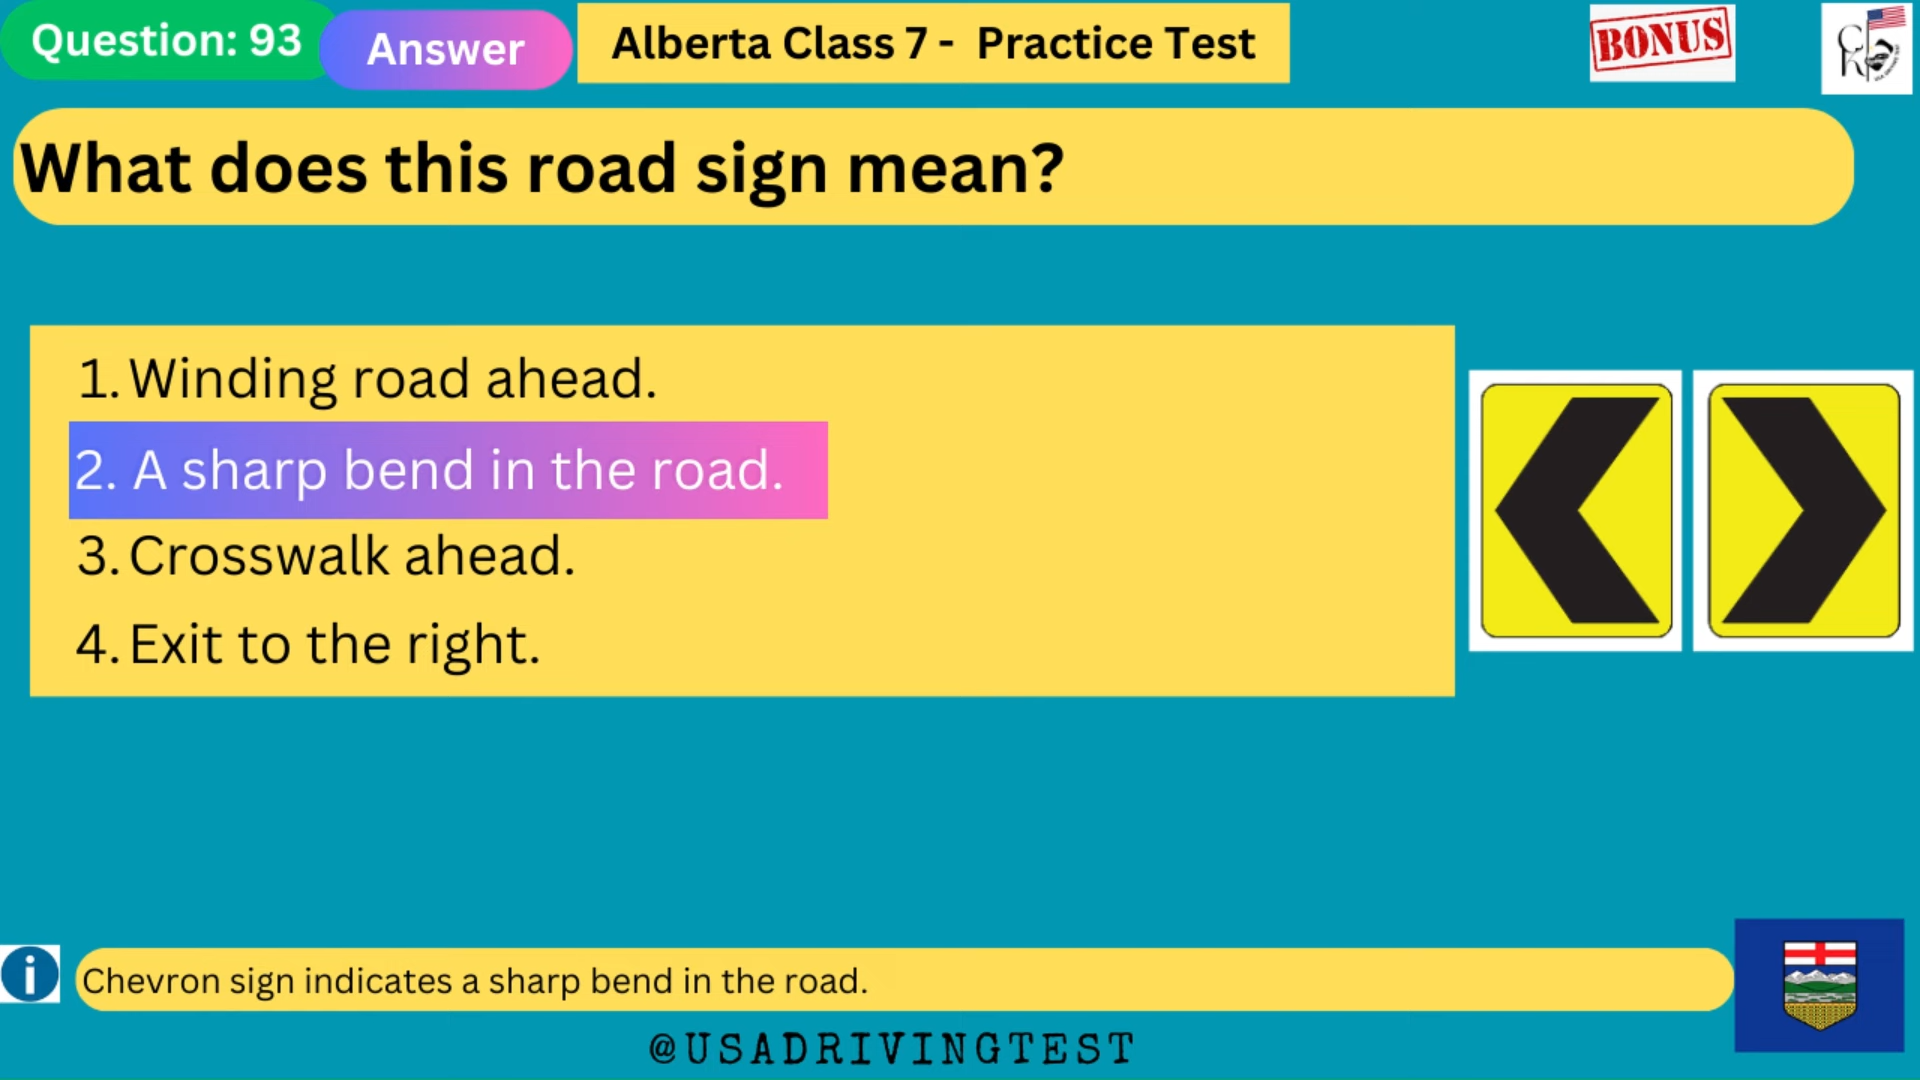 Question: 93
Answer
Alberta Class 7 - Practice Test
BONUS
What does this road sign mean?
1. Winding road ahead.
2. A sharp bend in the road.
3. Crosswalk ahead.
4. Exit to the right.
i
Chevron sign indicates a sharp bend in the road.
@USADRIVINGTEST